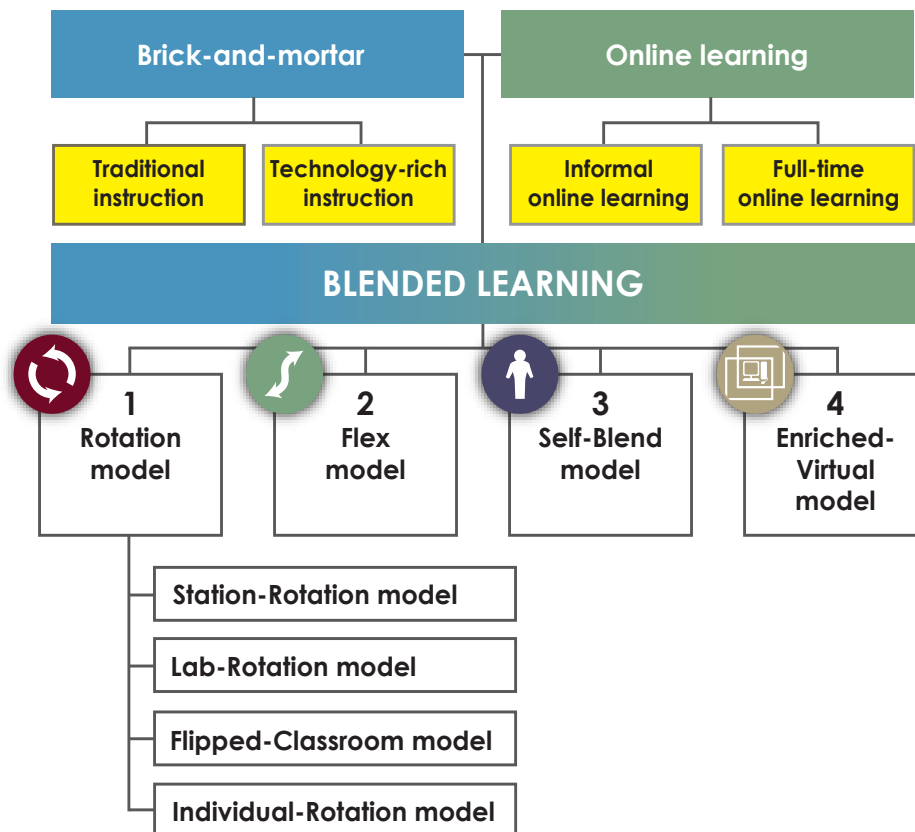 Brick-and-mortar
Online learning
Traditional
instruction
Technology-rich
instruction
Informal
online learning
Full-time
online learning
BLENDED LEARNING
1
Rotation
model
2
Flex
model
3
Self-Blend
model
4
Enriched-
Virtual
model
Station-Rotation model
Lab-Rotation model
Flipped-Classroom model
Individual-Rotation model